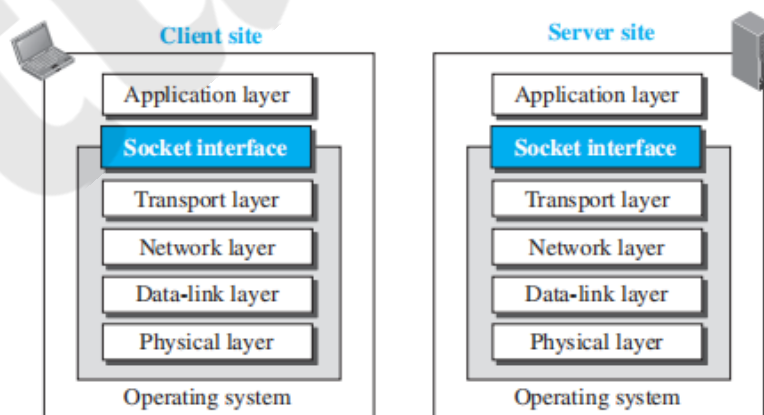 Client site
Application layer
Socket interface
Transport layer
Network layer
Data-link layer
Physical layer
Operating system
Server site
Application layer
Socket interface
Transport layer
Network layer
Data-link layer
Physical layer
Operating system